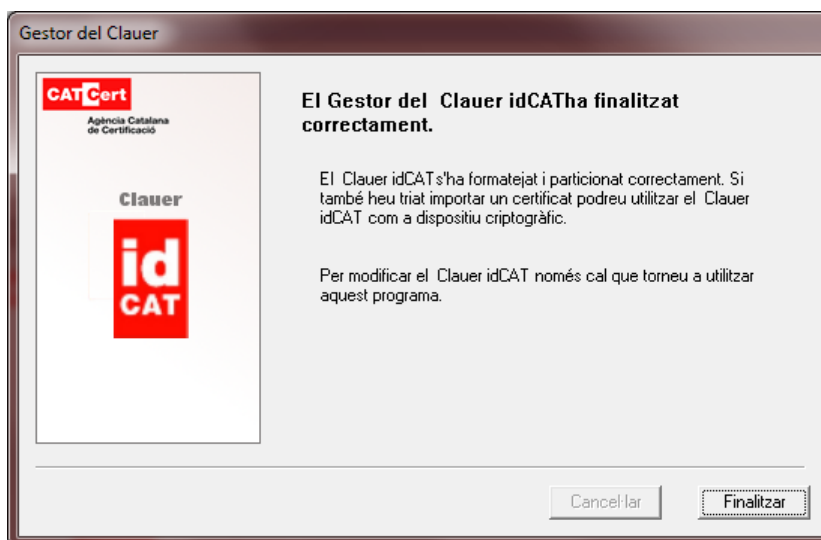 Gestor del Clauer
CATCert
Agència Catalana
de Certificació
Clauer
id
CAT
El Gestor del Clauer idCATha finalitzat
correctament.
El Clauer idCATs'ha formatejat i particionat correctament. Si
també heu triat importar un certificat podreu utilitzar el Clauer
idCAT com a dispositiu criptogràfic.
Per modificar el Clauer idCAT només cal que torneu a utilitzar
aquest programa.
Cancel·lar
Finalitzar